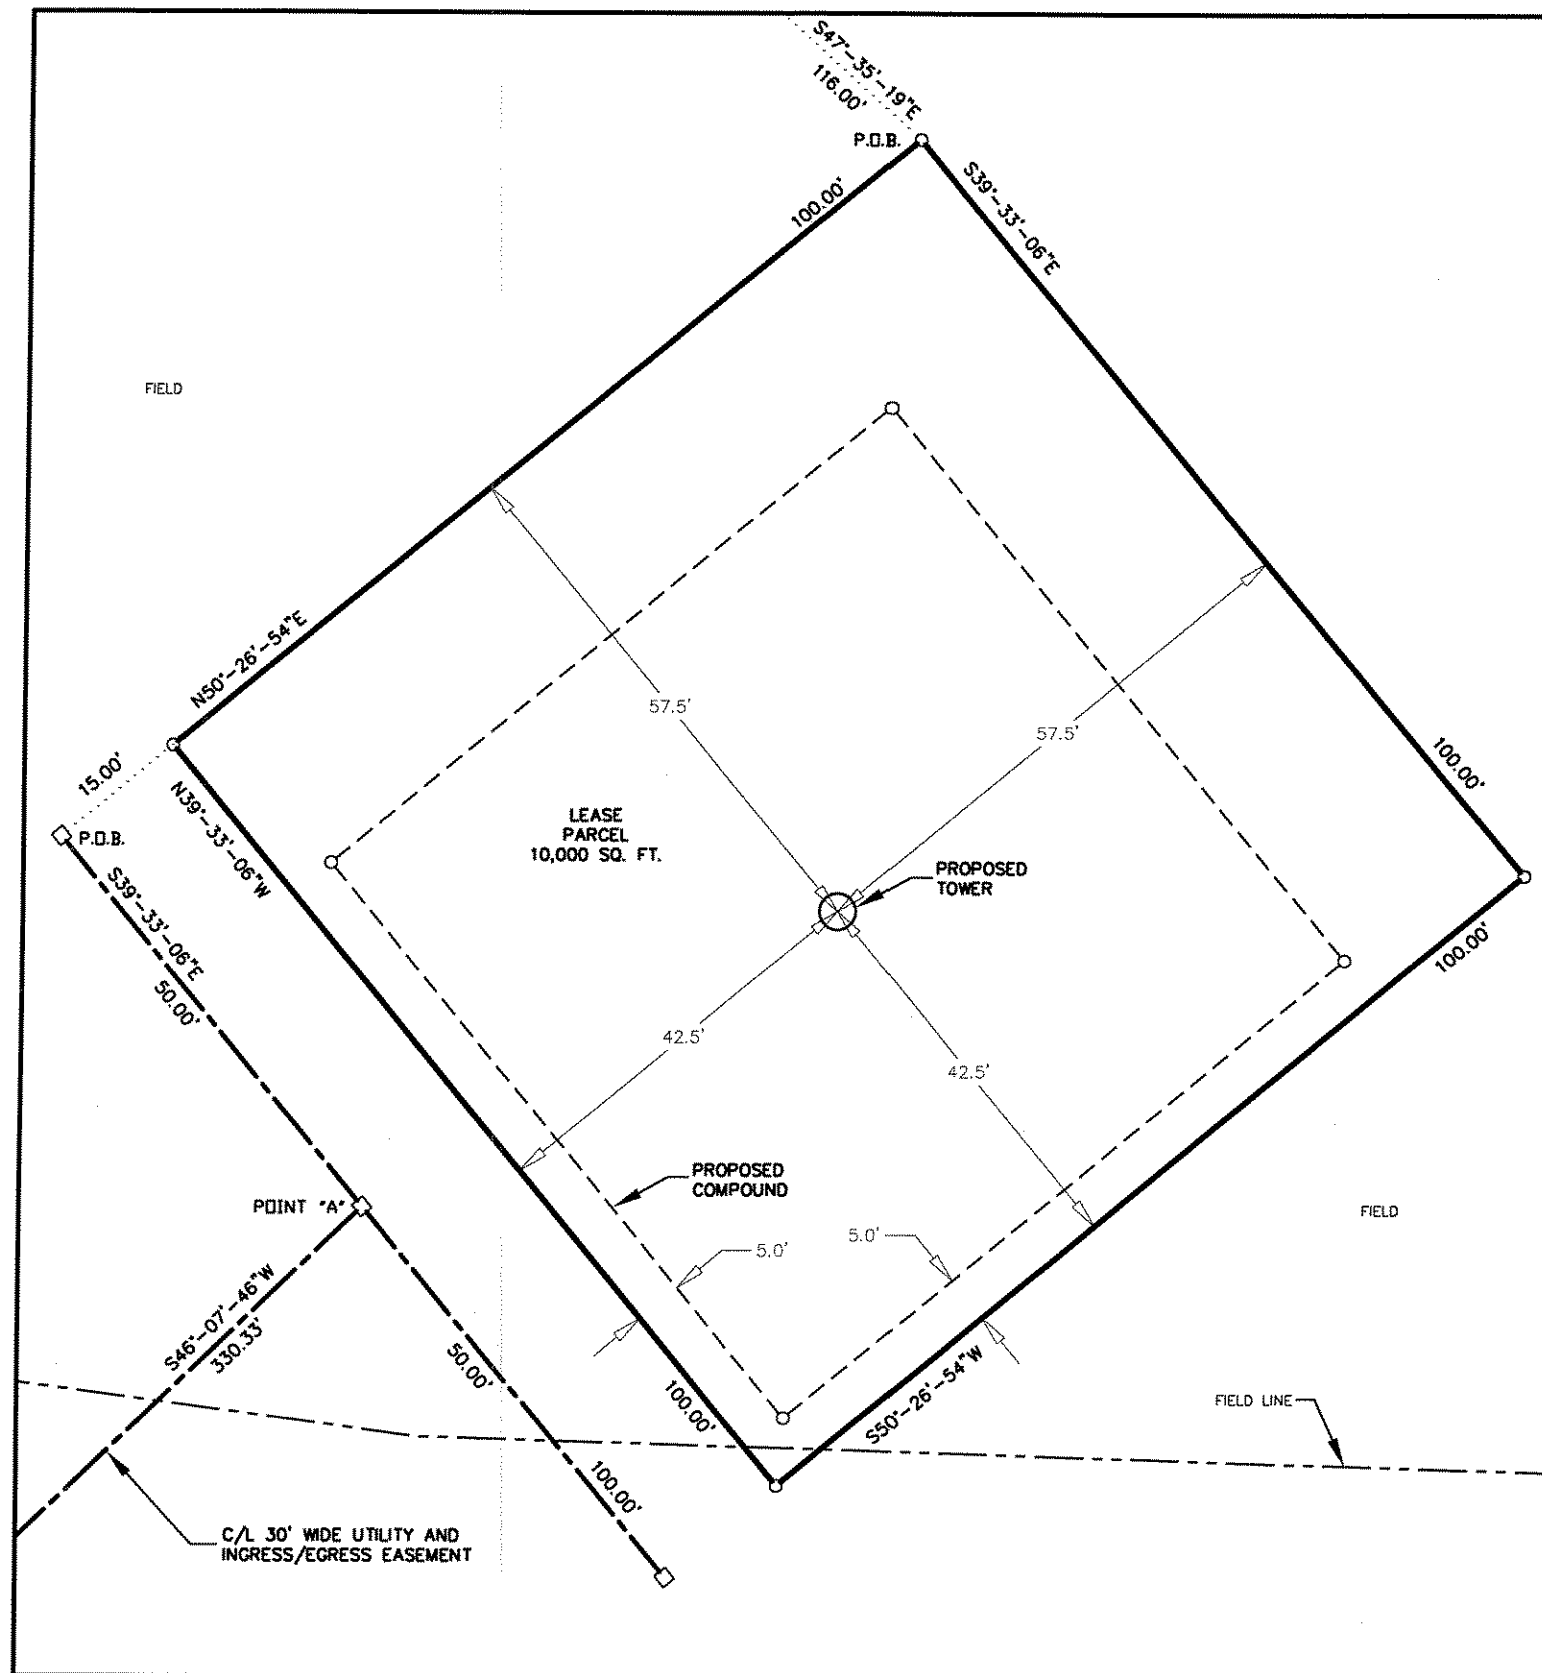 S47°-35'-19"E
116.00'
P.O.B.
S39°-33'-06"E
100.00'
FIELD
N50°-26'-54"E
57.5'
57.5'
100.00'
15.00'
N39°-33'-06"W
P.O.B.
LEASE
PARCEL
10,000 SQ. FT.
PROPOSED
TOWER
S39°-33'-06"E
50.00'
100.00'
42.5'
42.5'
PROPOSED
COMPOUND
POINT "A"
FIELD
5.0'
5.0'
S46°-07'-46"W
330.33'
50.00'
100.00'
S50°-26'-54"W
FIELD LINE
100.00'
C/L 30' WIDE UTILITY AND
INGRESS/EGRESS EASEMENT